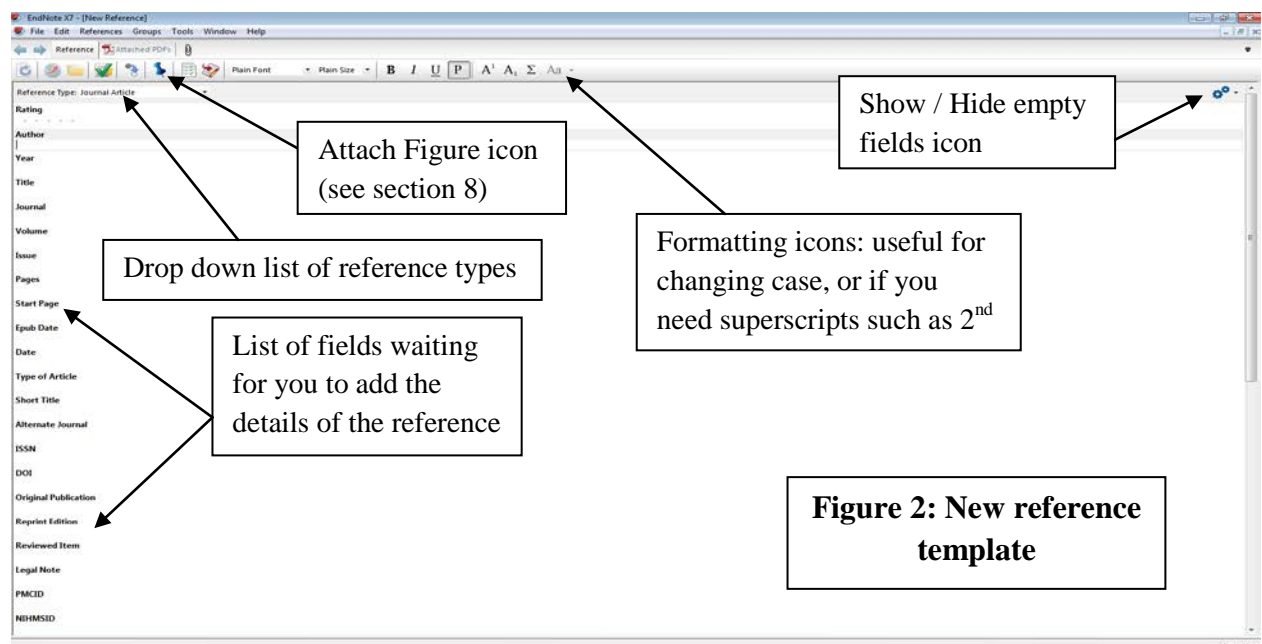 EndNote X7 - [New Reference]
File Edit References Groups Tools Window Help
Reference Attached PDFs
Plain Font Plain Size B I U P A¹ A₁ Σ Aa
Reference Type: Journal Article
Rating
Author
Year
Title
Journal
Volume
Issue
Pages
Start Page
Epub Date
Date
Type of Article
Short Title
Alternate Journal
ISSN
DOI
Original Publication
Reprint Edition
Reviewed Item
Legal Note
PMCID
NIHMSID
Show / Hide empty
fields icon
Attach Figure icon
(see section 8)
Formatting icons: useful for
changing case, or if you
need superscripts such as 2ⁿᵈ
Drop down list of reference types
List of fields waiting
for you to add the
details of the reference
Figure 2: New reference
template